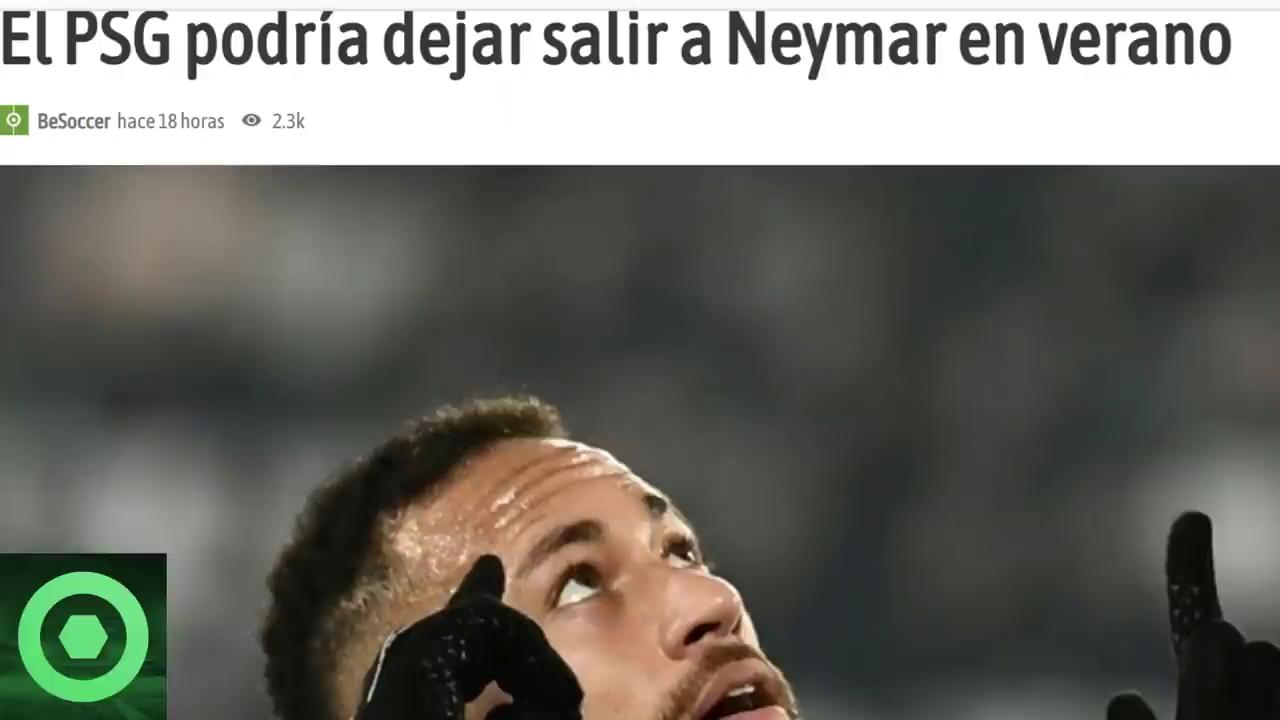 El PSG podría dejar salir a Neymar en verano
BeSoccer hace 18 horas 2.3k